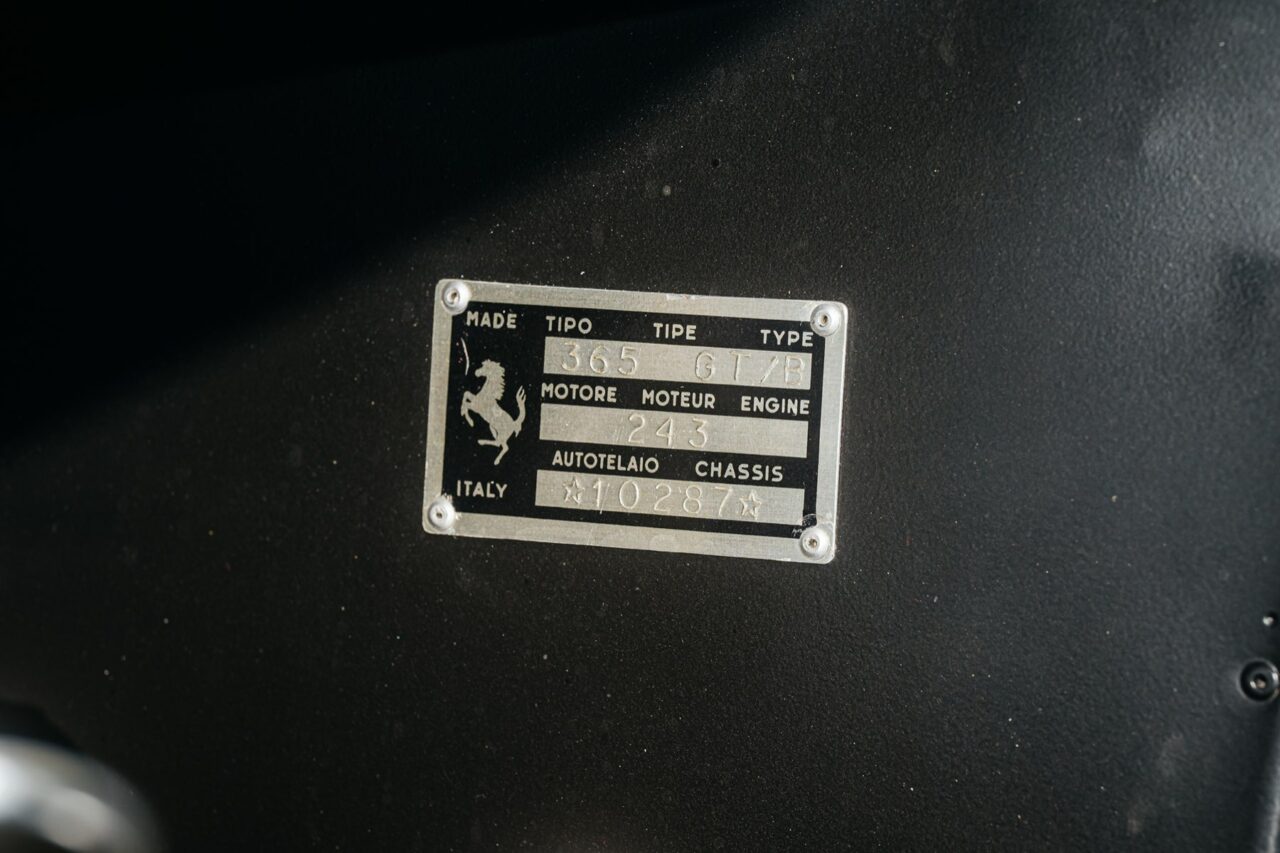 MADE TIPO TIPE TYPE
365 GT/B
MOTORE MOTEUR ENGINE
243
AUTOTELAIO CHASSIS
ITALY ☆10287☆